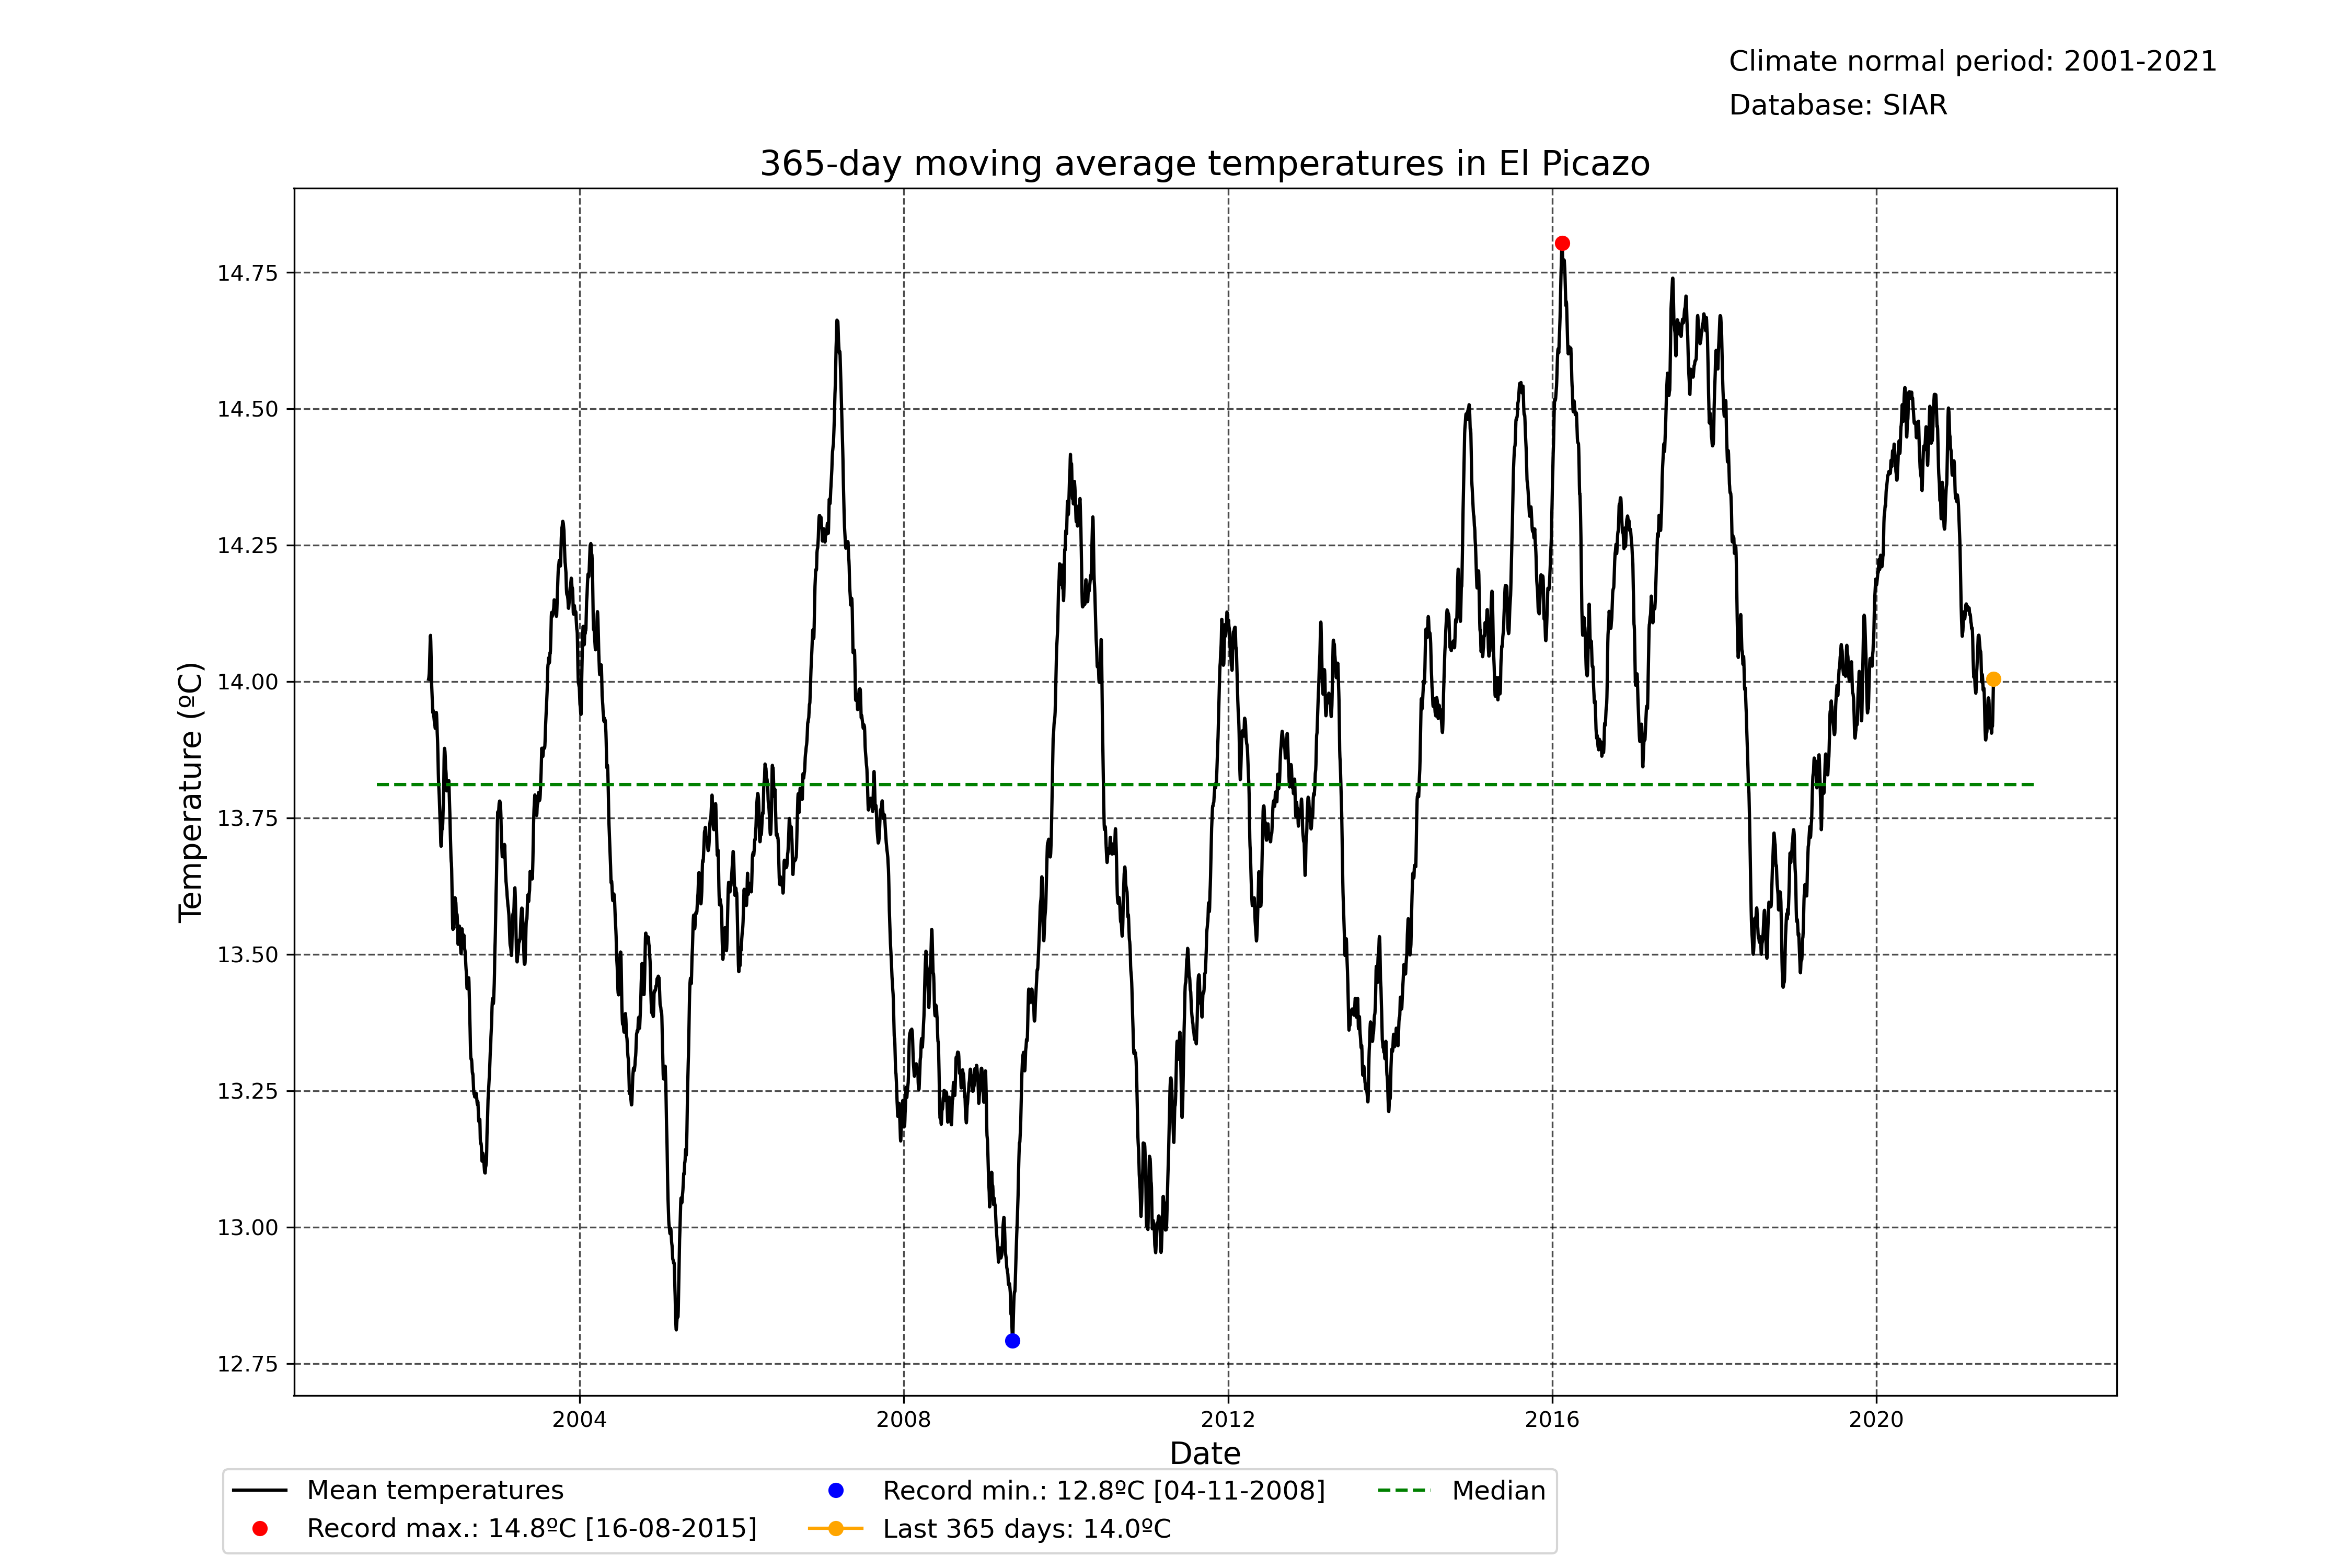 Climate normal period: 2001-2021
Database: SIAR
365-day moving average temperatures in El Picazo
Temperature (ºC)
14.75
14.50
14.25
14.00
13.75
13.50
13.25
13.00
12.75
2004 2008 2012 2016 2020
Date
Mean temperatures
Record max.: 14.8ºC [16-08-2015]
Record min.: 12.8ºC [04-11-2008]
Last 365 days: 14.0ºC
Median